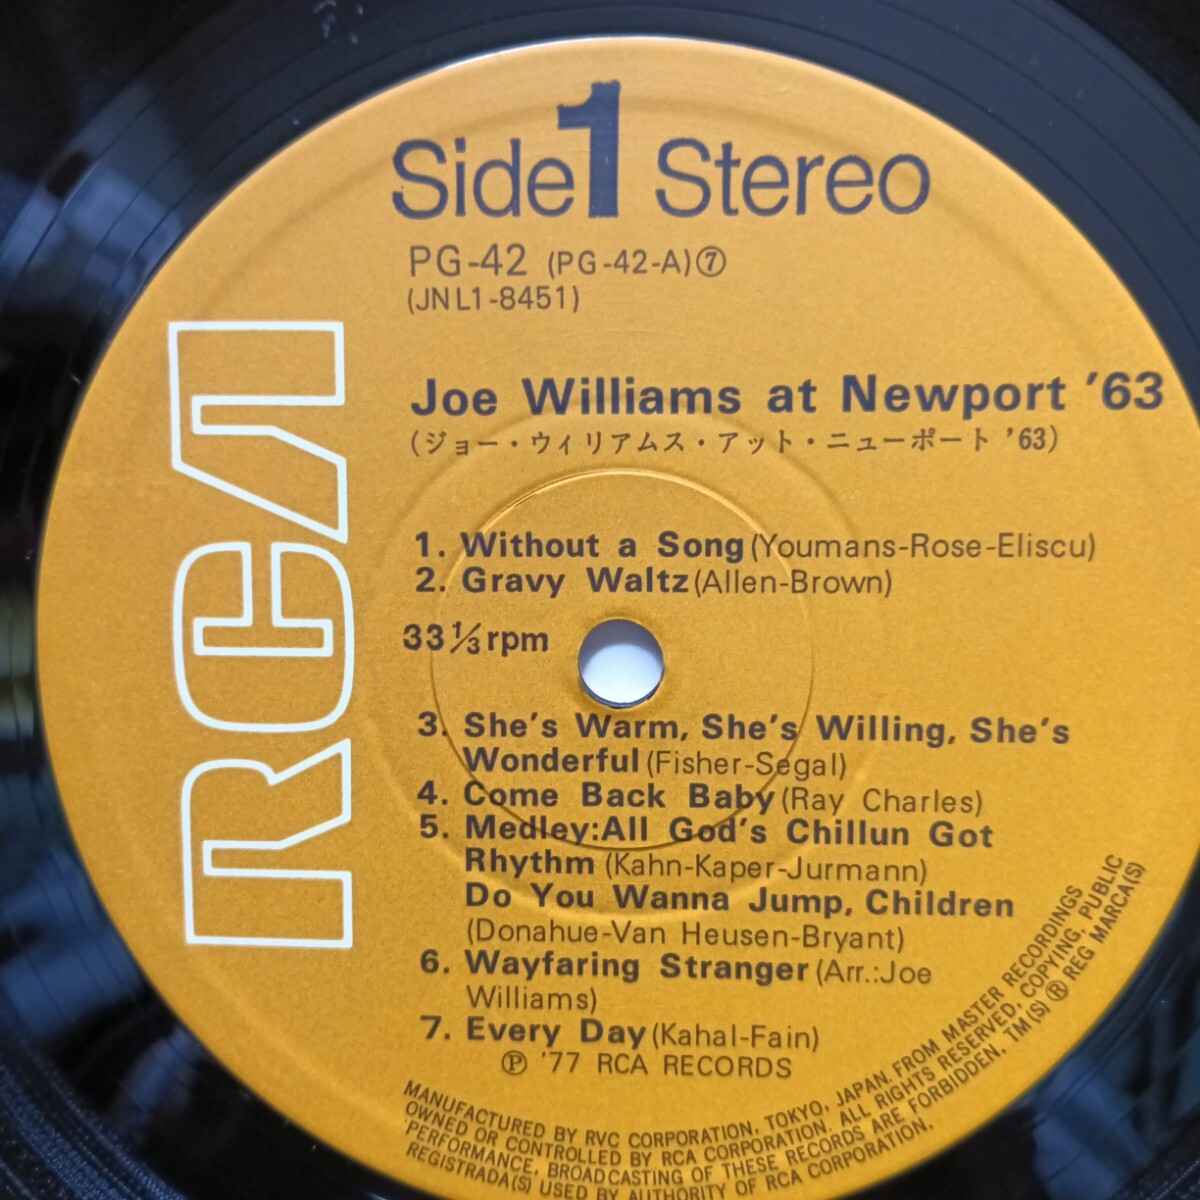 Side 1 Stereo
PG-42 (PG-42-A)⑦
(JNL1-8451)
RCA
Joe Williams at Newport '63
(ジョー・ウィリアムス・アット・ニューポート '63)
1. Without a Song (Youmans-Rose-Eliscu)
2. Gravy Waltz (Allen-Brown)
33 1/3 rpm
3. She's Warm, She's Willing, She's
Wonderful (Fisher-Segal)
4. Come Back Baby (Ray Charles)
5. Medley:All God's Chillun Got
Rhythm (Kahn-Kaper-Jurmann)
Do You Wanna Jump, Children
(Donahue-Van Heusen-Bryant)
6. Wayfaring Stranger (Arr.:Joe
Williams)
7. Every Day (Kahal-Fain)
Ⓟ '77 RCA RECORDS
MANUFACTURED BY RVC CORPORATION, TOKYO, JAPAN. FROM MASTER RECORDINGS
OWNED OR CONTROLLED BY RCA CORPORATION. ALL RIGHTS RESERVED, COPYING, PUBLIC
PERFORMANCE, BROADCASTING OF THESE RECORDS ARE FORBIDDEN. TM(S) ® REG MARCA(S)
REGISTRADA(S) USED BY AUTHORITY OF RCA CORPORATION.